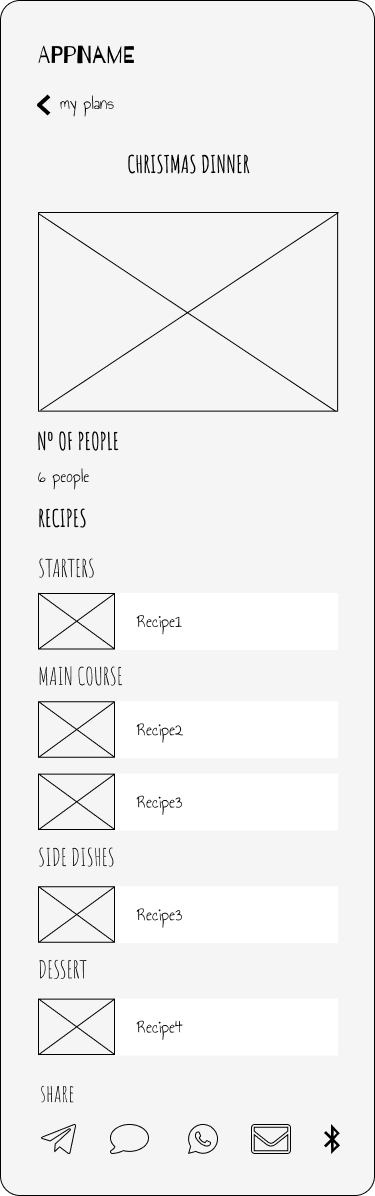 APPNAME
my plans
CHRISTMAS DINNER
Nº OF PEOPLE
6 people
RECIPES
STARTERS
Recipe1
MAIN COURSE
Recipe2
Recipe3
SIDE DISHES
Recipe3
DESSERT
Recipe4
SHARE